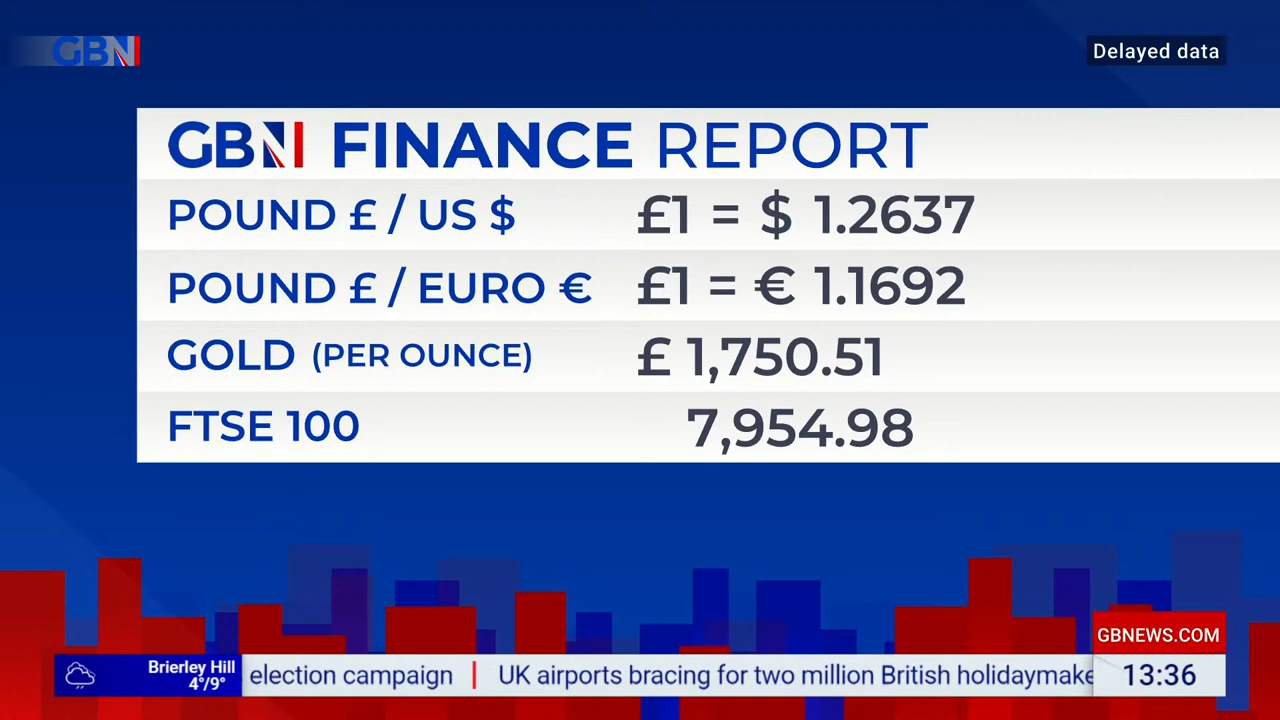 GBN
Delayed data
GBN FINANCE REPORT
POUND £ / US $ £1 = $ 1.2637
POUND £ / EURO € £1 = € 1.1692
GOLD (PER OUNCE) £ 1,750.51
FTSE 100 7,954.98
GBNEWS.COM
Brierley Hill
4°/9°
election campaign | UK airports bracing for two million British holidaymake
13:36